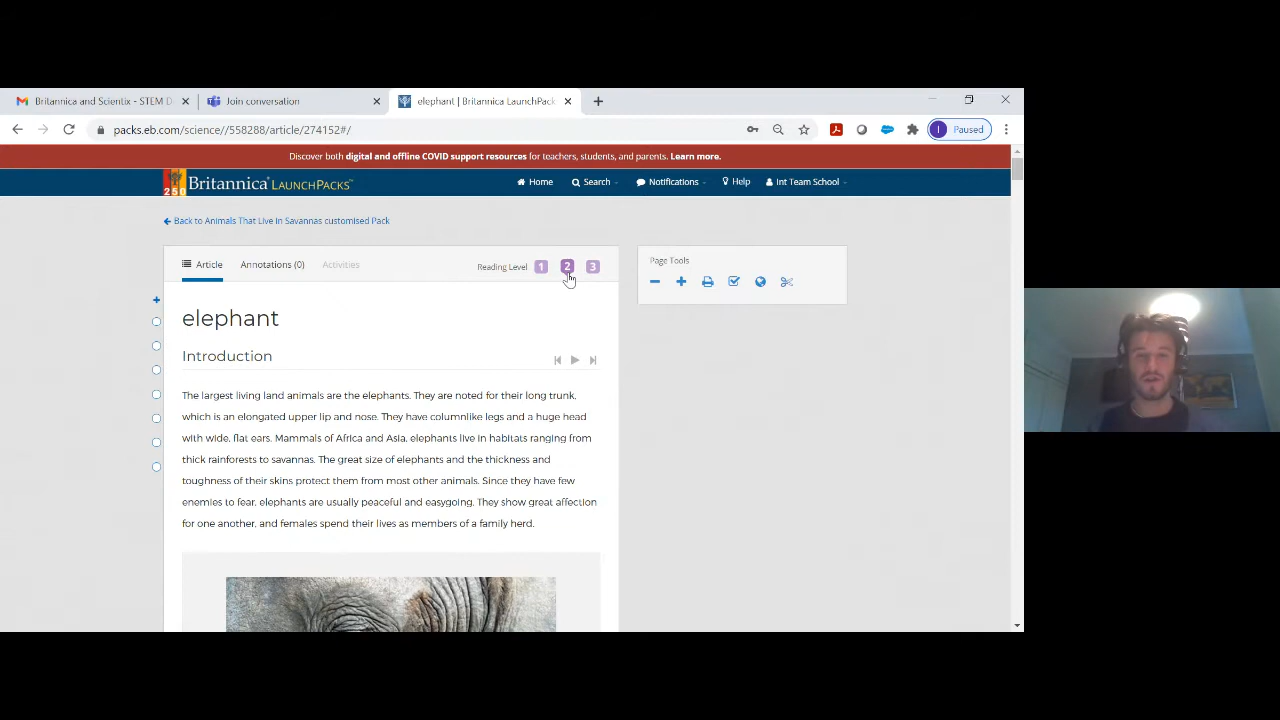 Britannica and Scientix - STEM D
Join conversation
elephant | Britannica LaunchPack
packs.eb.com/science//558288/article/274152#/
I
Paused
Discover both digital and offline COVID support resources for teachers, students, and parents. Learn more.
250
Britannica LAUNCHPACKS™
Home
Search
Notifications
Help
Int Team School
Back to Animals That Live in Savannas customised Pack
Article
Annotations (0)
Activities
Reading Level 1 2 3
Page Tools
elephant
Introduction
The largest living land animals are the elephants. They are noted for their long trunk,
which is an elongated upper lip and nose. They have columnlike legs and a huge head
with wide, flat ears. Mammals of Africa and Asia, elephants live in habitats ranging from
thick rainforests to savannas. The great size of elephants and the thickness and
toughness of their skins protect them from most other animals. Since they have few
enemies to fear, elephants are usually peaceful and easygoing. They show great affection
for one another, and females spend their lives as members of a family herd.